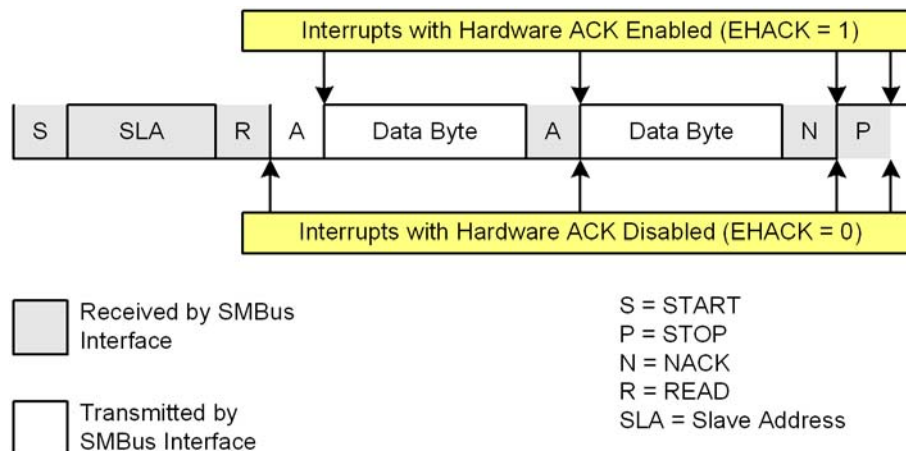 Interrupts with Hardware ACK Enabled (EHACK = 1)
S SLA R A Data Byte A Data Byte N P
Interrupts with Hardware ACK Disabled (EHACK = 0)
Received by SMBus
Interface
Transmitted by
SMBus Interface
S = START
P = STOP
N = NACK
R = READ
SLA = Slave Address